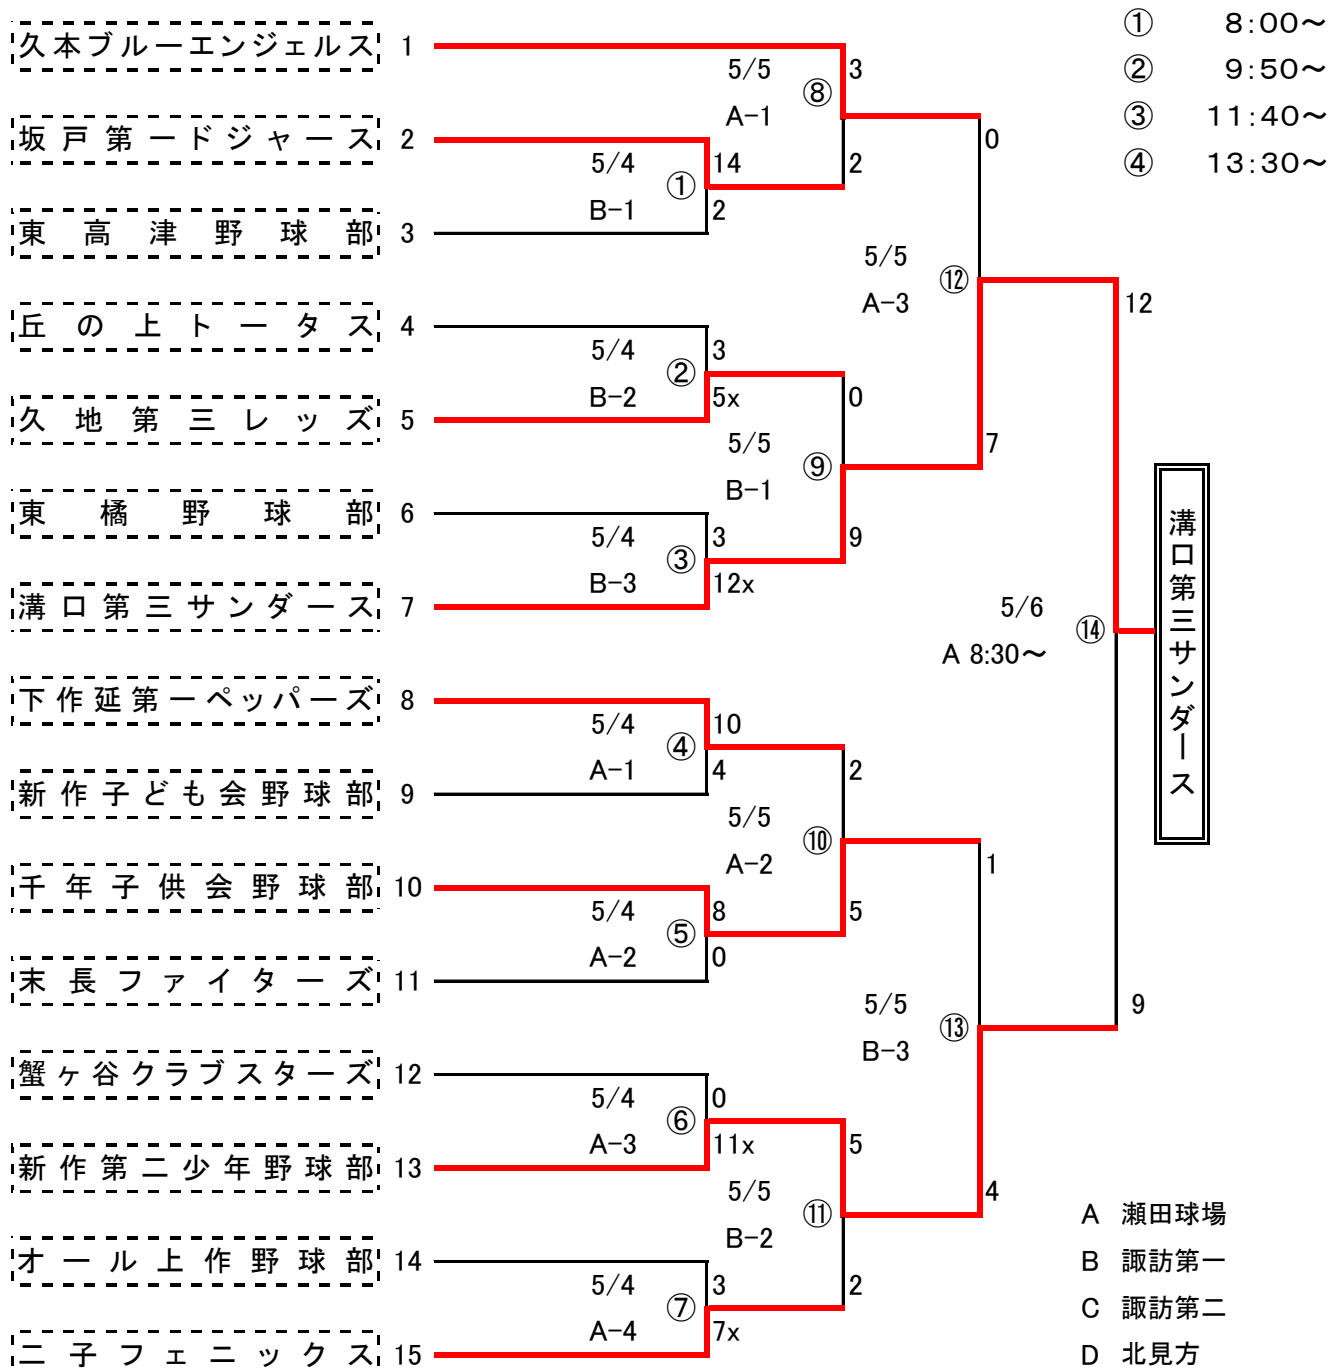 ① 8:00～
② 9:50～
③ 11:40～
④ 13:30～
久本ブルーエンジェルス 1
坂戸第一ドジャース 2
東高津野球部 3
丘の上トータス 4
久地第三レッズ 5
東橘野球部 6
溝口第三サンダース 7
下作延第一ペッパーズ 8
新作子ども会野球部 9
千年子供会野球部 10
末長ファイターズ 11
蟹ヶ谷クラブスターズ 12
新作第二少年野球部 13
オール上作野球部 14
二子フェニックス 15
5/4 ① 14
B-1 2
5/4 ② 3
B-2 5x
5/4 ③ 3
B-3 12x
5/4 ④ 10
A-1 4
5/4 ⑤ 8
A-2 0
5/4 ⑥ 0
A-3 11x
5/4 ⑦ 3
A-4 7x
5/5 ⑧ 3
A-1 2
5/5 ⑨ 0
B-1 9
5/5 ⑩ 2
A-2 5
5/5 ⑪ 5
B-2 2
5/5 ⑫ 0
A-3 7
5/5 ⑬ 1
B-3 4
5/6 ⑭ 12
A 8:30～ 9
溝口第三サンダース
A 瀬田球場
B 諏訪第一
C 諏訪第二
D 北見方